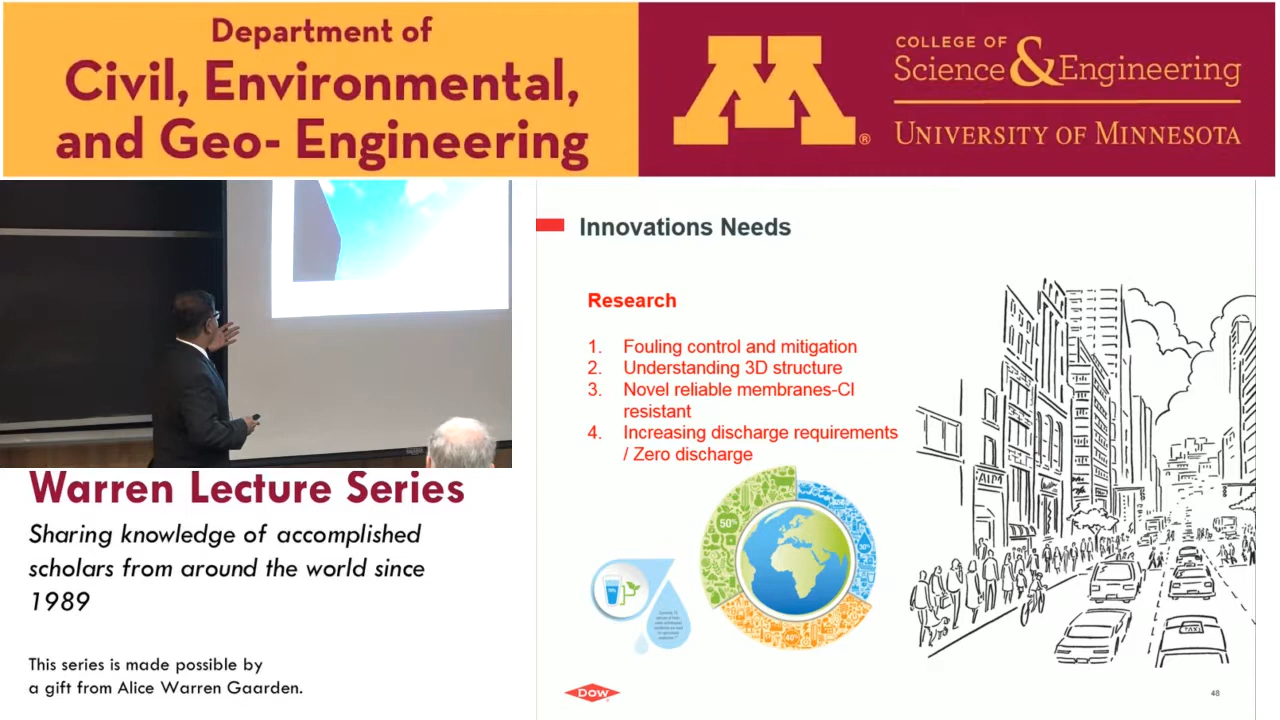 Department of
Civil, Environmental,
and Geo- Engineering
M®
COLLEGE OF
Science & Engineering
UNIVERSITY OF MINNESOTA
Innovations Needs
Research
1. Fouling control and mitigation
2. Understanding 3D structure
3. Novel reliable membranes-Cl
resistant
4. Increasing discharge requirements
/ Zero discharge
50%
30%
40%
70%
TAXI
Dow
48
Warren Lecture Series
Sharing knowledge of accomplished
scholars from around the world since
1989
This series is made possible by
a gift from Alice Warren Gaarden.